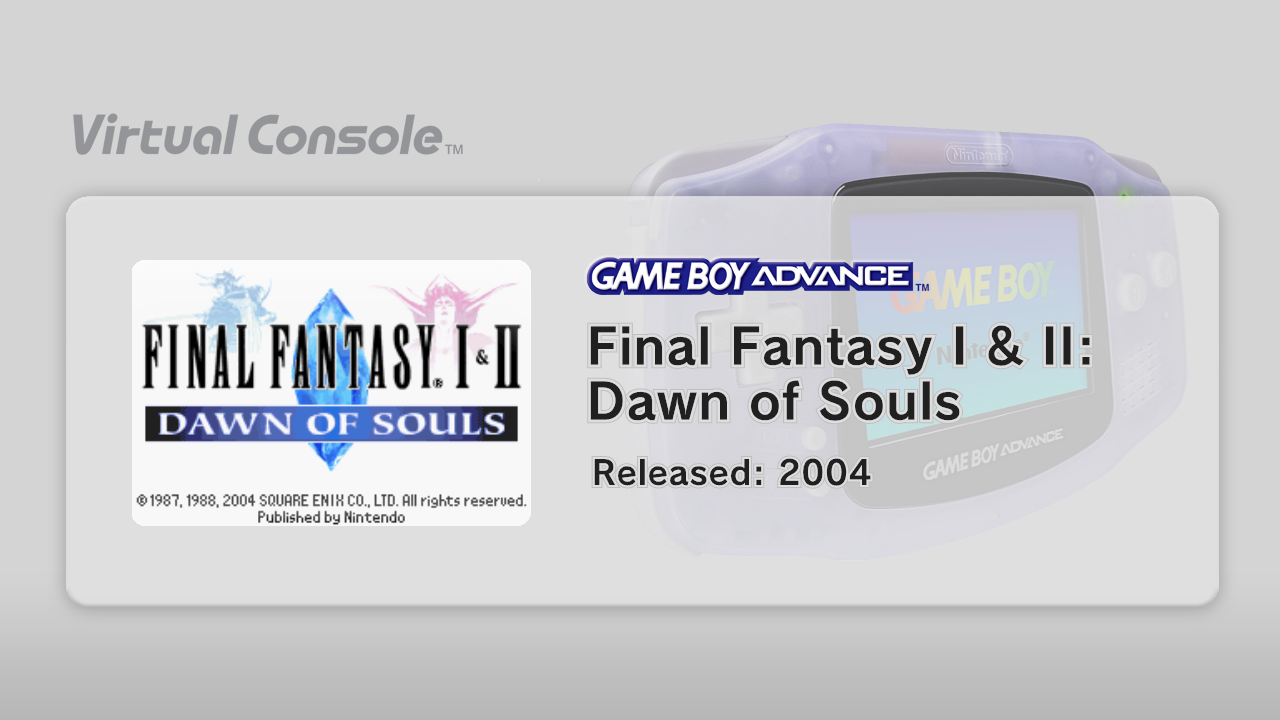 Virtual Console™
Nintendo
GAME BOY ADVANCE™
GAME BOY
FINAL FANTASY® I & II
DAWN OF SOULS
Final Fantasy I & II:
Nintendo®
Dawn of Souls
GAME BOY ADVANCE
Released: 2004
©1987, 1988, 2004 SQUARE ENIX CO., LTD. All rights reserved.
Published by Nintendo